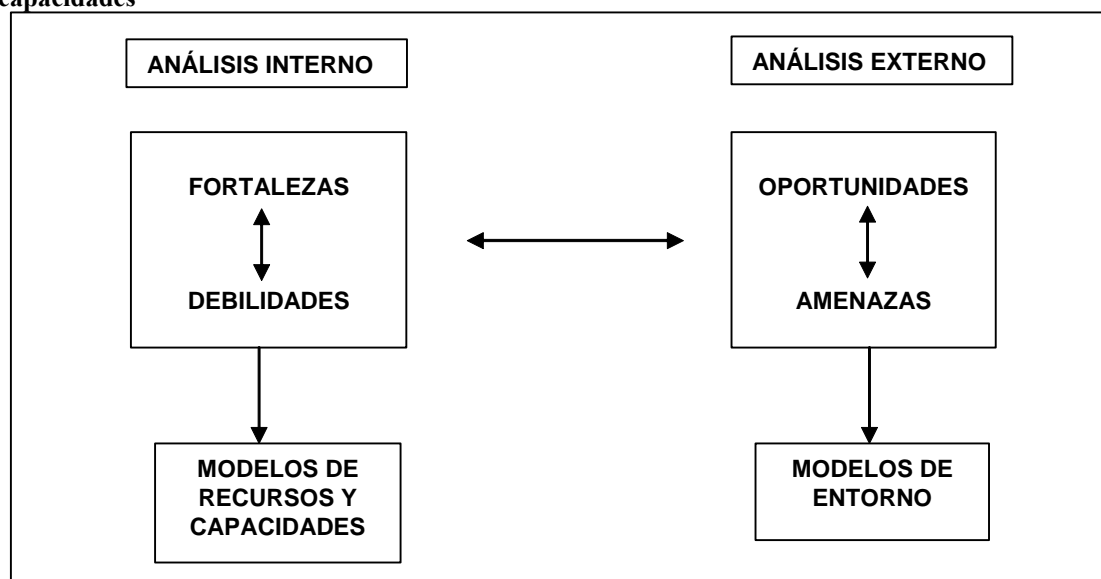 capacidades
ANÁLISIS INTERNO
ANÁLISIS EXTERNO
FORTALEZAS
DEBILIDADES
OPORTUNIDADES
AMENAZAS
MODELOS DE
RECURSOS Y
CAPACIDADES
MODELOS DE
ENTORNO